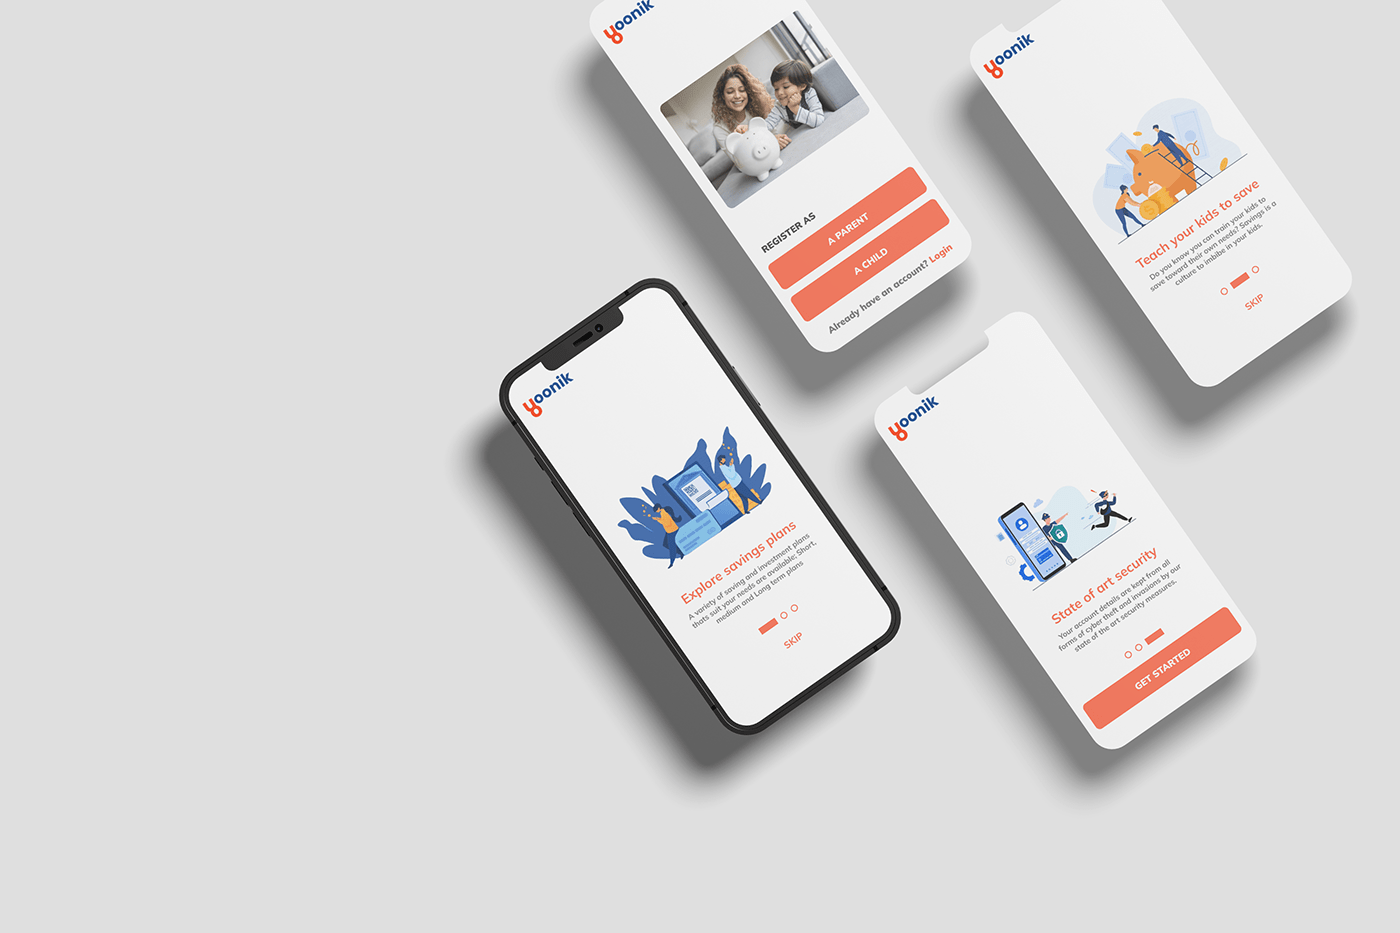 yoonik
REGISTER AS
A PARENT
A CHILD
Already have an account? Login
yoonik
Teach your kids to save
Do you know you can train your kids to
save toward their own needs? Savings is a
culture to imbibe in your kids.
SKIP
yoonik
Explore savings plans
A variety of saving and investment plans
thats suit your needs are available; Short,
medium and Long term plans
SKIP
yoonik
State of art security
Your account details are kept from all
forms of cyber theft and invasions by our
state of the art security measures.
GET STARTED